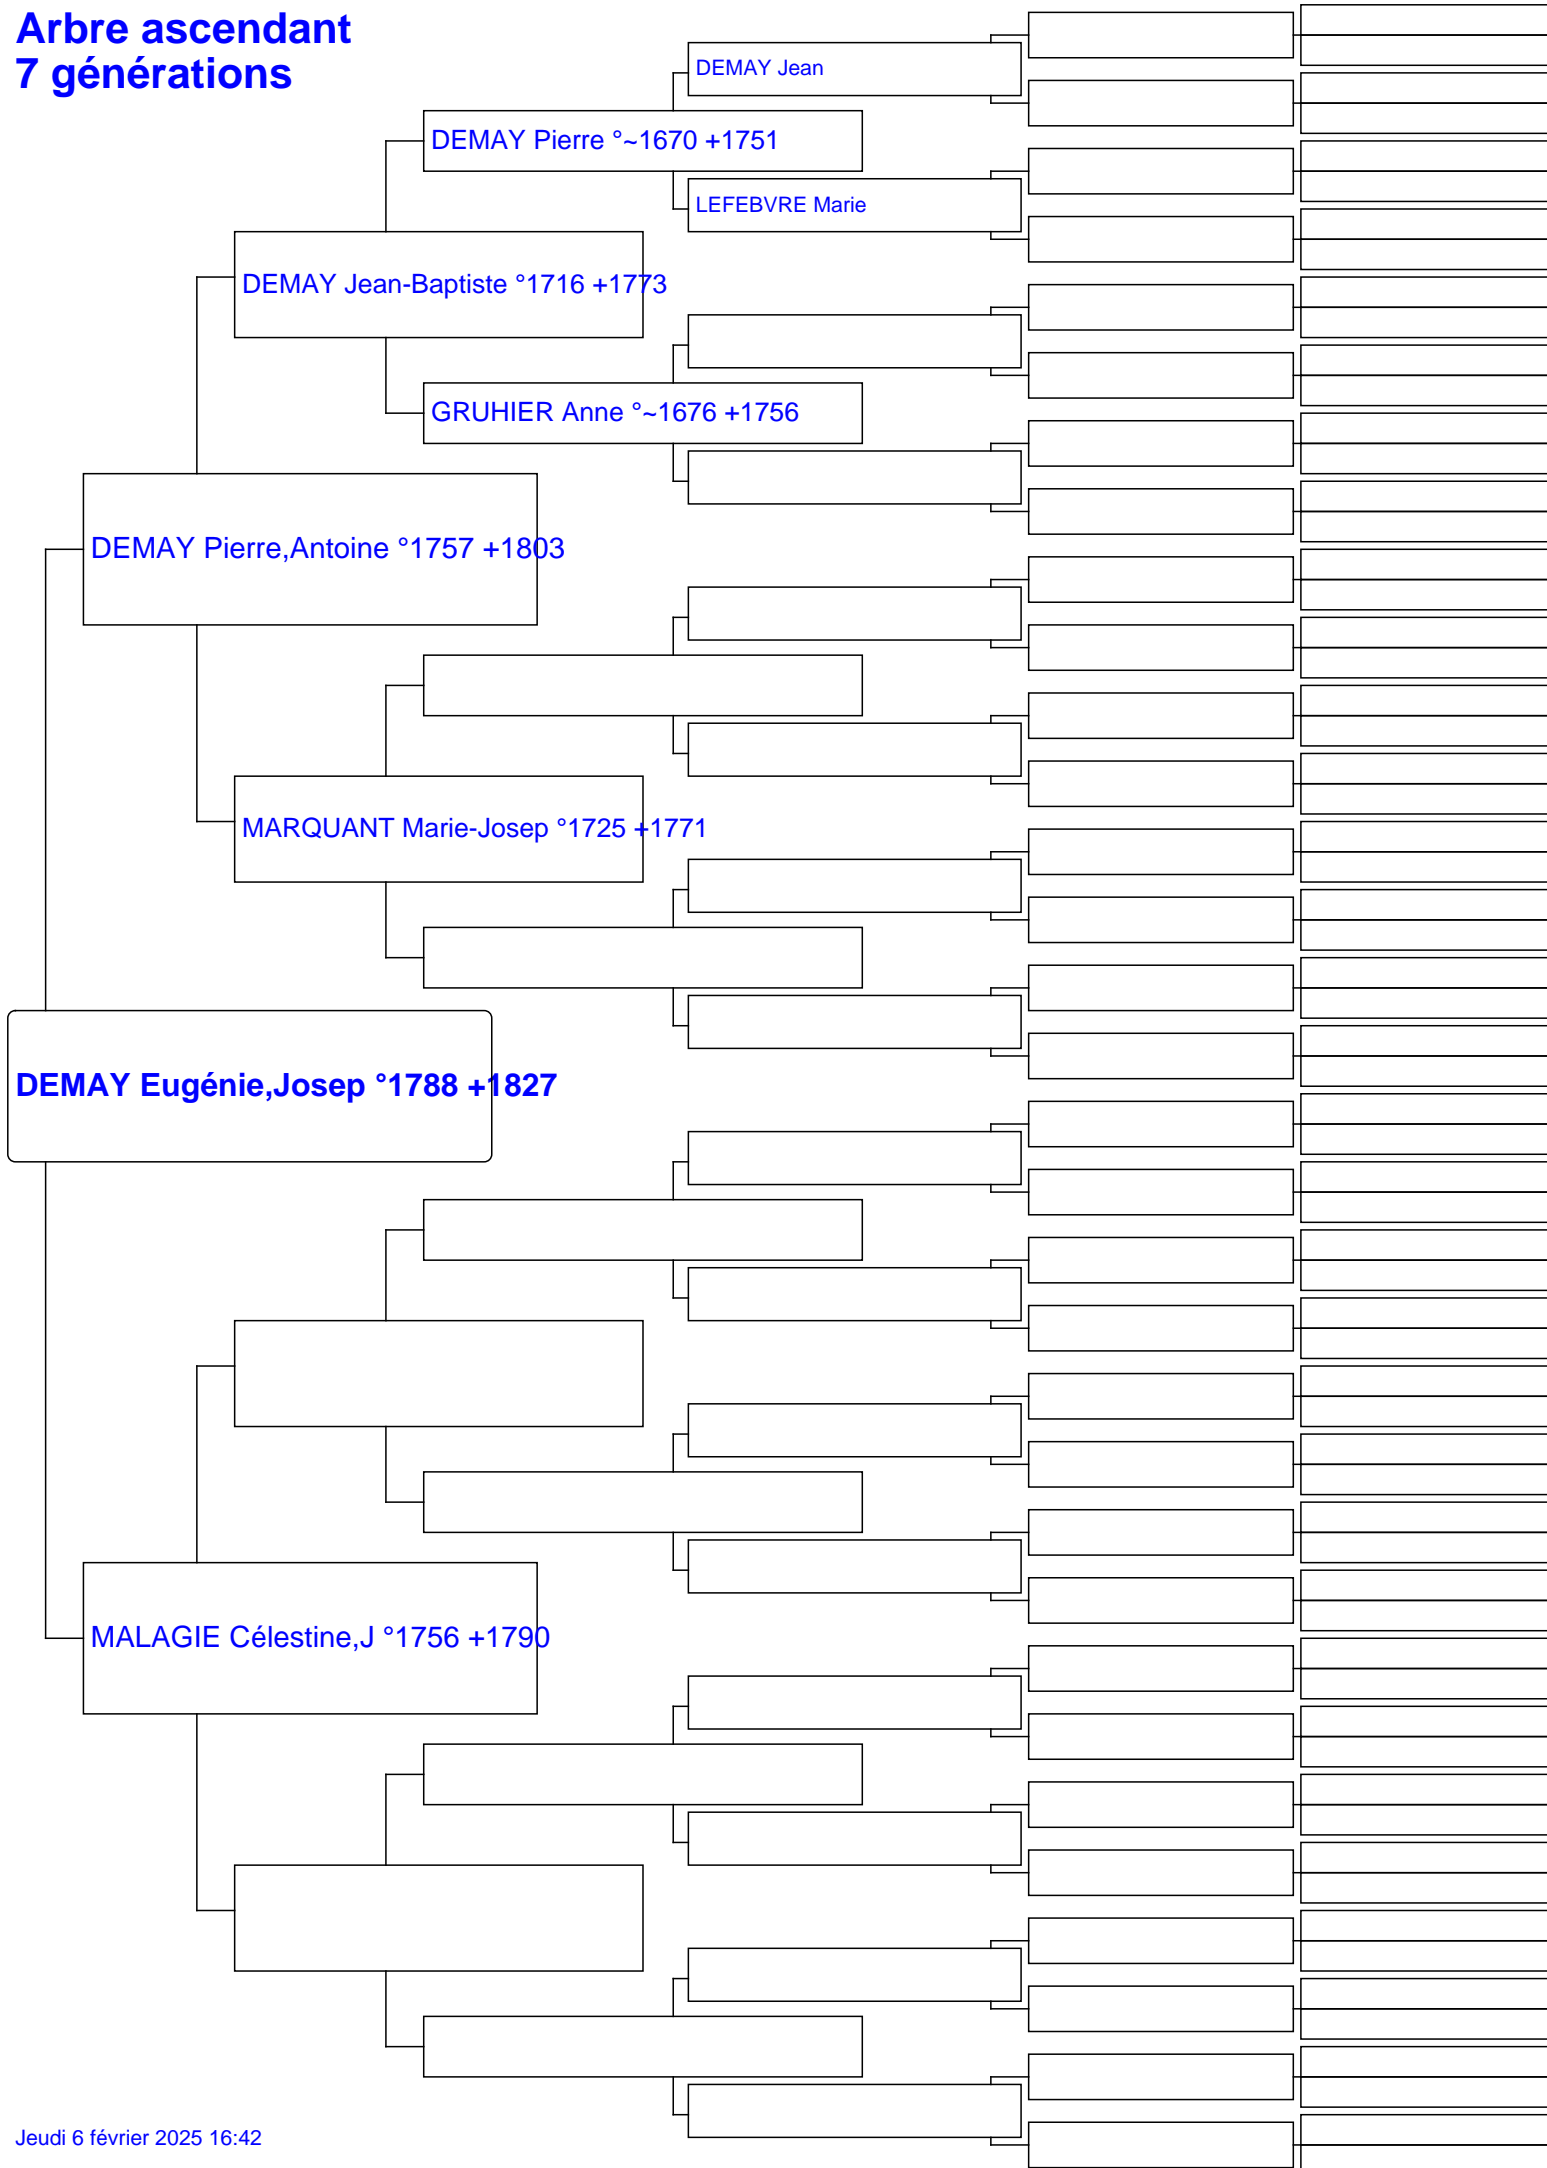 Arbre ascendant
7 générations
DEMAY Jean
DEMAY Pierre °~1670 +1751
LEFEBVRE Marie
DEMAY Jean-Baptiste °1716 +1773
GRUHIER Anne °~1676 +1756
DEMAY Pierre,Antoine °1757 +1803
MARQUANT Marie-Josep °1725 +1771
DEMAY Eugénie,Josep °1788 +1827
MALAGIE Célestine,J °1756 +1790
Jeudi 6 février 2025 16:42